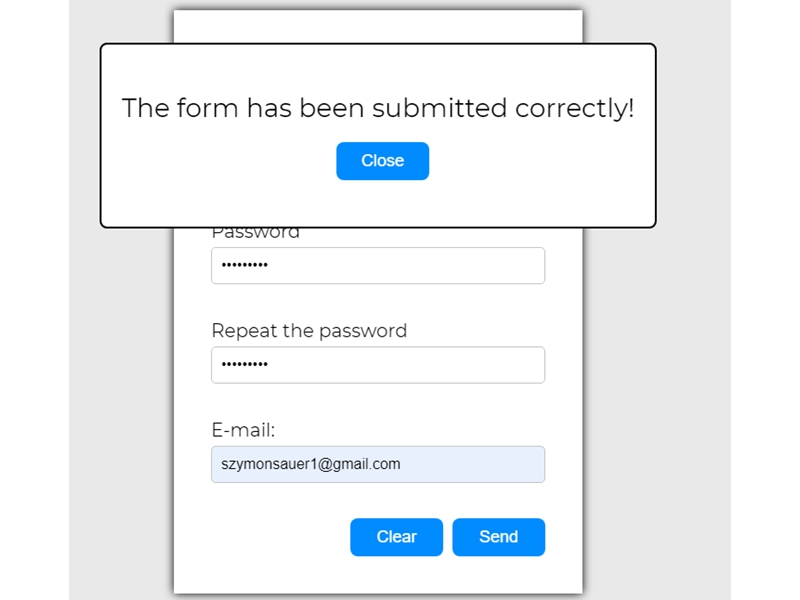 The form has been submitted correctly!
Close
Password
•••••••••
Repeat the password
•••••••••
E-mail:
szymonsauer1@gmail.com
Clear Send